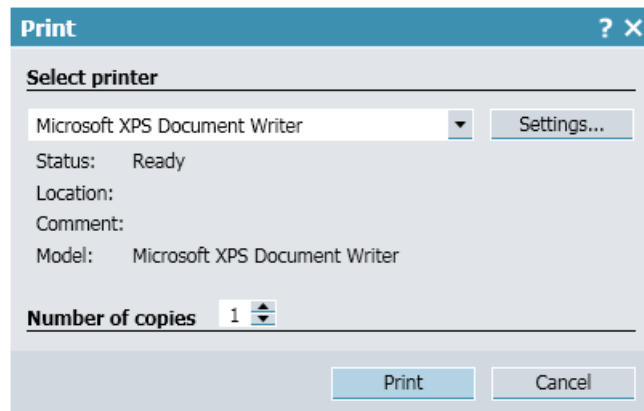 Print ? ×
Select printer
Microsoft XPS Document Writer Settings...
Status: Ready
Location:
Comment:
Model: Microsoft XPS Document Writer
Number of copies 1
Print Cancel